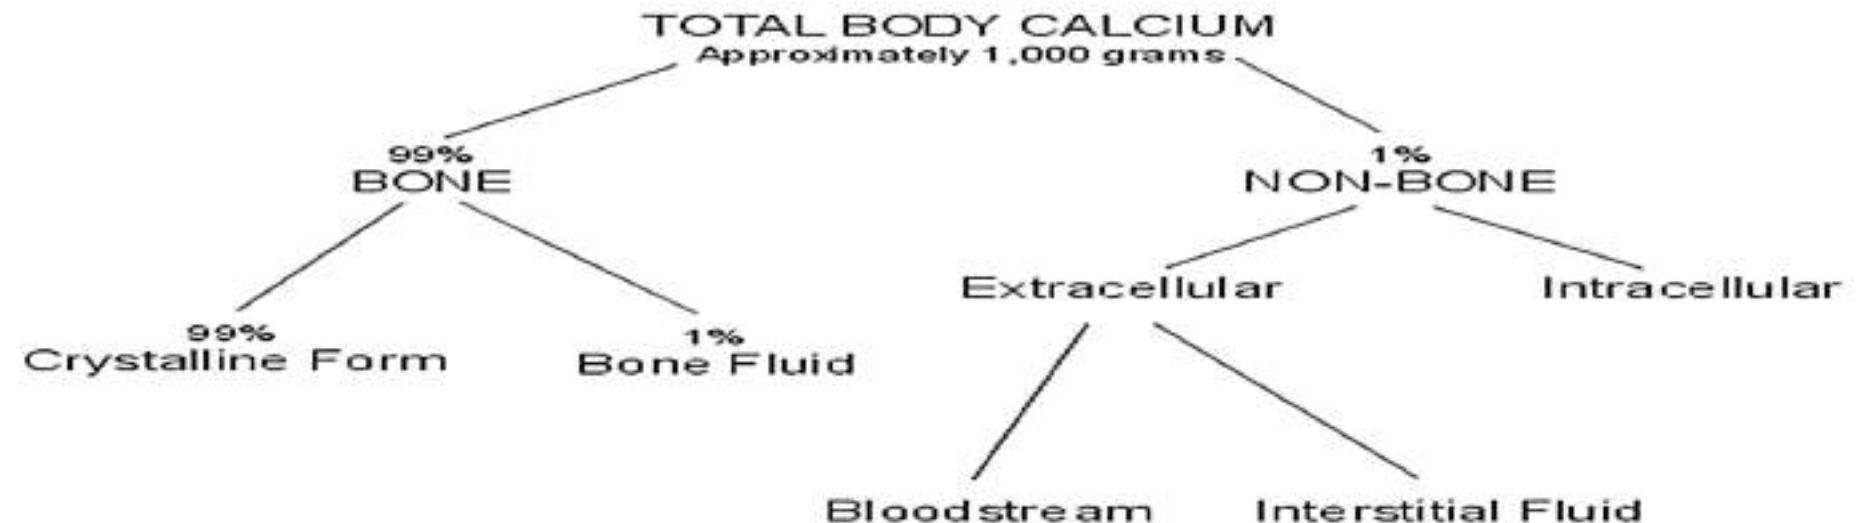 TOTAL BODY CALCIUM
Approximately 1,000 grams
99%
BONE
1%
NON-BONE
99%
Crystalline Form
1%
Bone Fluid
Extracellular
Intracellular
Bloodstream
Interstitial Fluid